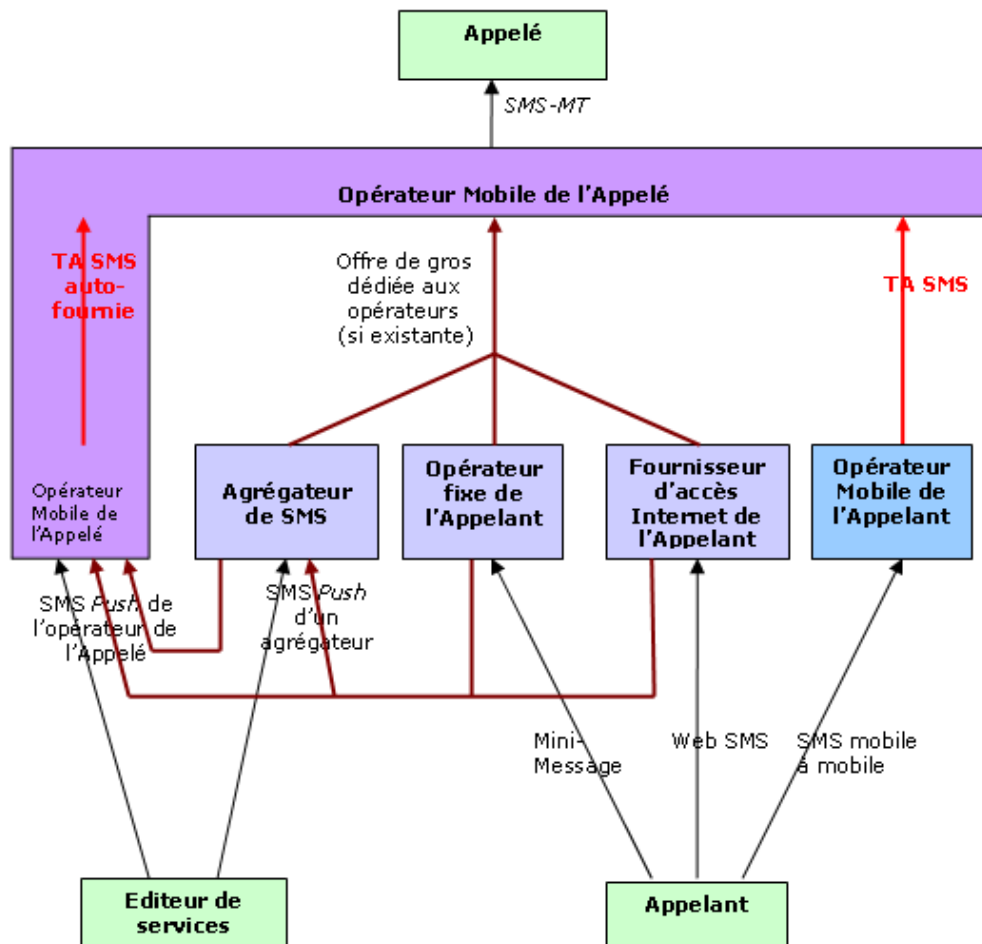 Appelé
SMS-MT
Opérateur Mobile de l'Appelé
TA SMS
auto-
fournie
Offre de gros
dédiée aux
opérateurs
(si existante)
TA SMS
Opérateur
Mobile de
l'Appelé
Agrégateur
de SMS
Opérateur
fixe de
l'Appelant
Fournisseur
d'accès
Internet de
l'Appelant
Opérateur
Mobile de
l'Appelant
SMS Push de
l'opérateur de
l'Appelé
SMS Push
d'un
agrégateur
Mini-
Message
Web SMS
SMS mobile
à mobile
Editeur de
services
Appelant